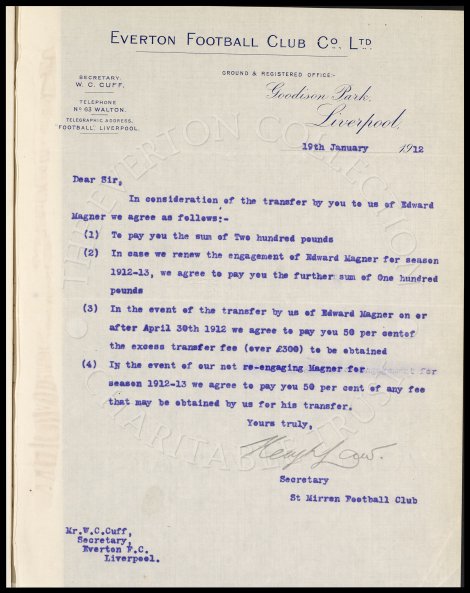 EVERTON FOOTBALL CLUB CO. LTD
SECRETARY.
W. C. CUFF.
TELEPHONE
NO 63 WALTON.
TELEGRAPHIC ADDRESS.
"FOOTBALL" LIVERPOOL.
GROUND & REGISTERED OFFICE:-
Goodison Park,
Liverpool,
19th January 1912
Dear Sir,
In consideration of the transfer by you to us of Edward
Magner we agree as follows:-
(1) To pay you the sum of Two hundred pounds
(2) In case we renew the engagement of Edward Magner for season
1912-13, we agree to pay you the further sum of One hundred
pounds
(3) In the event of the transfer by us of Edward Magner on or
after April 30th 1912 we agree to pay you 50 per centof
the excess transfer fee (over £300) to be obtained
(4) In the event of our not re-engaging Magner for
season 1912-13 we agree to pay you 50 per cent of any fee
that may be obtained by us for his transfer.
Yours truly,
Secretary
St Mirren Football Club
Mr.W.C.Cuff,
Secretary,
Everton F.C.
Liverpool.
THE EVERTON COLLECTION
CHARITABLE TRUST